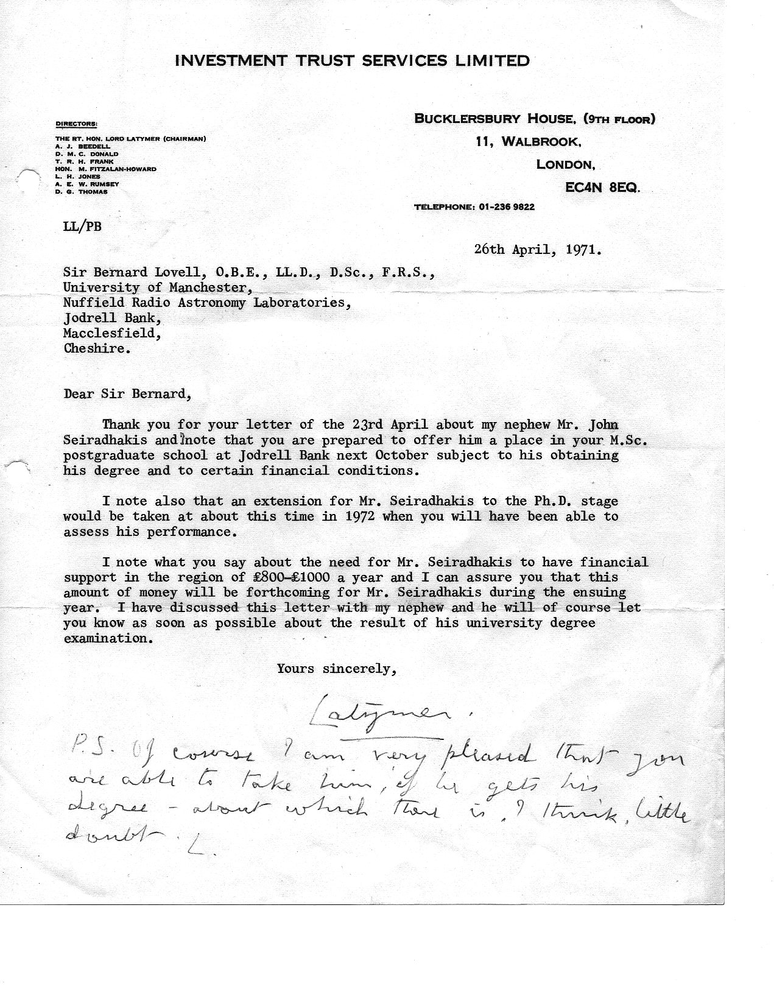 INVESTMENT TRUST SERVICES LIMITED
DIRECTORS:
THE RT. HON. LORD LATYMER (CHAIRMAN)
A. J. BEEDELL
D. M. C. DONALD
T. R. H. FRANK
HON. M. FITZALAN-HOWARD
L. H. JONES
A. E. W. RUMSEY
D. G. THOMAS
BUCKLERSBURY HOUSE, (9TH FLOOR)
11, WALBROOK,
LONDON,
EC4N 8EQ.
TELEPHONE: 01-236 9822
LL/PB
26th April, 1971.
Sir Bernard Lovell, O.B.E., LL.D., D.Sc., F.R.S.,
University of Manchester,
Nuffield Radio Astronomy Laboratories,
Jodrell Bank,
Macclesfield,
Cheshire.
Dear Sir Bernard,
Thank you for your letter of the 23rd April about my nephew Mr. John
Seiradhakis and I note that you are prepared to offer him a place in your M.Sc.
postgraduate school at Jodrell Bank next October subject to his obtaining
his degree and to certain financial conditions.
I note also that an extension for Mr. Seiradhakis to the Ph.D. stage
would be taken at about this time in 1972 when you will have been able to
assess his performance.
I note what you say about the need for Mr. Seiradhakis to have financial
support in the region of £800-£1000 a year and I can assure you that this
amount of money will be forthcoming for Mr. Seiradhakis during the ensuing
year. I have discussed this letter with my nephew and he will of course let
you know as soon as possible about the result of his university degree
examination.
Yours sincerely,
Latymer.
P.S. Of course I am very pleased that you
are able to take him, if he gets his
degree - about which there is, I think, little
doubt. L.